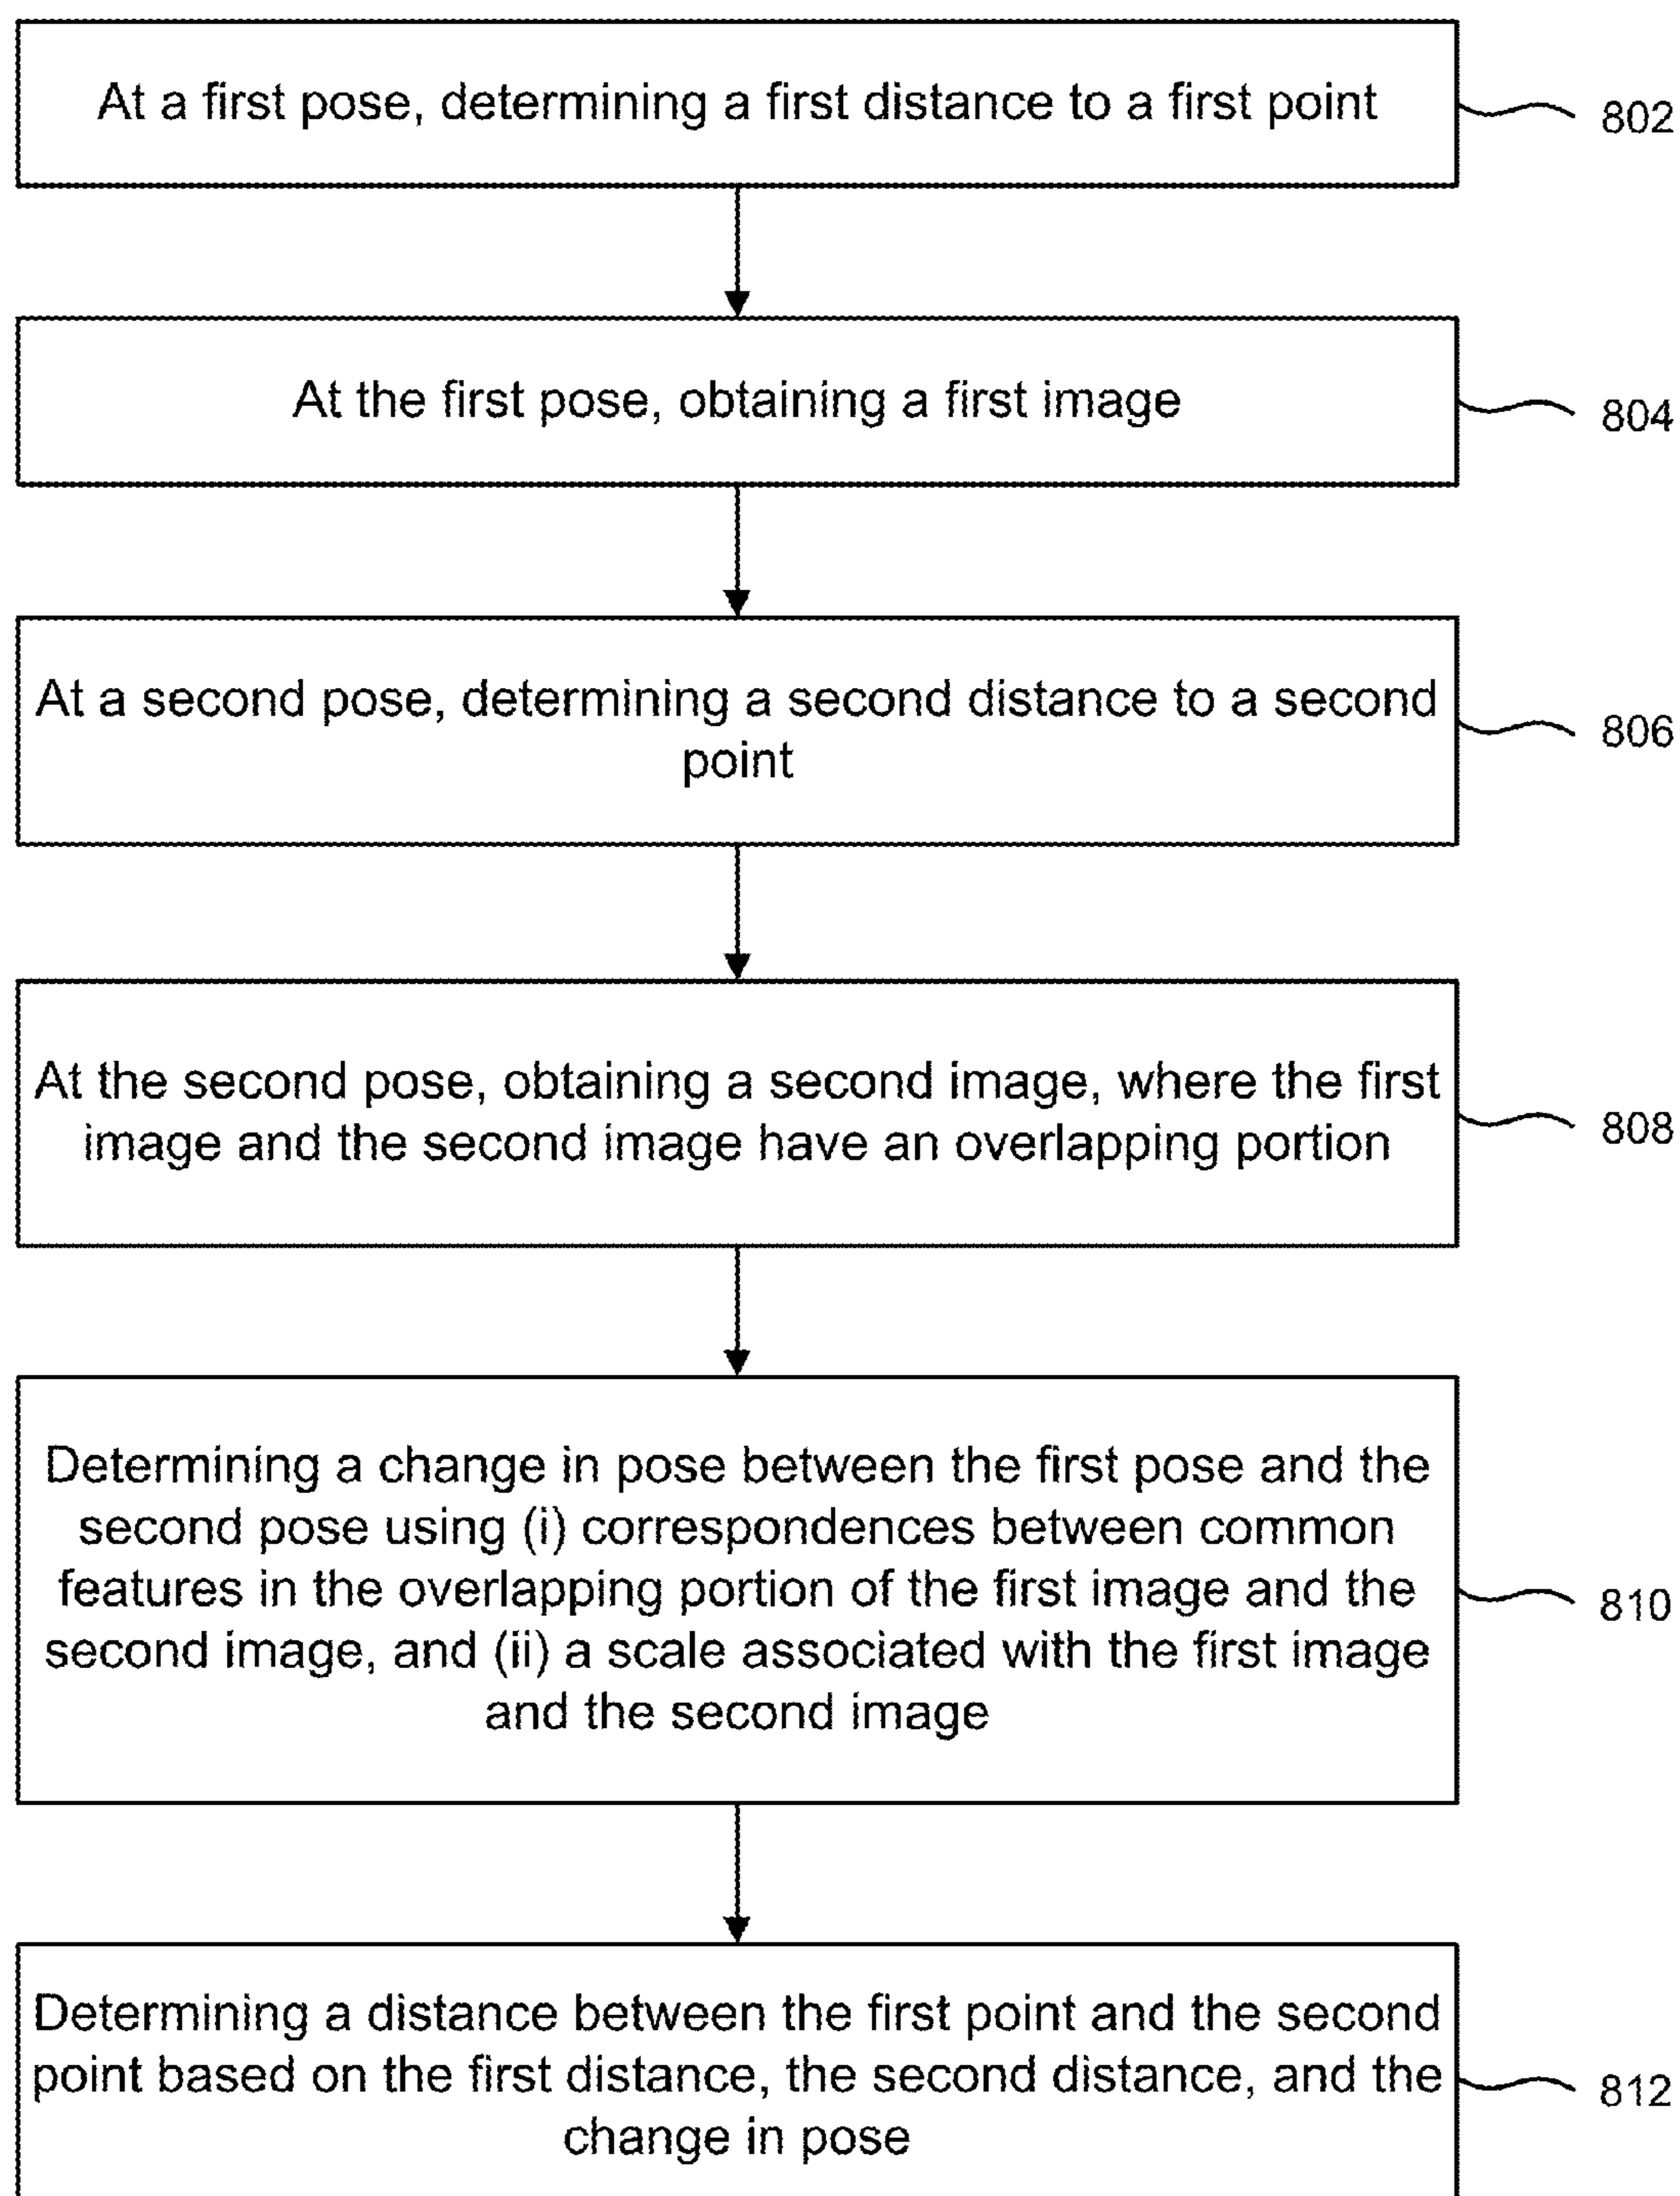 At a first pose, determining a first distance to a first point
802
At the first pose, obtaining a first image
804
At a second pose, determining a second distance to a second
point
806
At the second pose, obtaining a second image, where the first
image and the second image have an overlapping portion
808
Determining a change in pose between the first pose and the
second pose using (i) correspondences between common
features in the overlapping portion of the first image and the
second image, and (ii) a scale associated with the first image
and the second image
810
Determining a distance between the first point and the second
point based on the first distance, the second distance, and the
change in pose
812